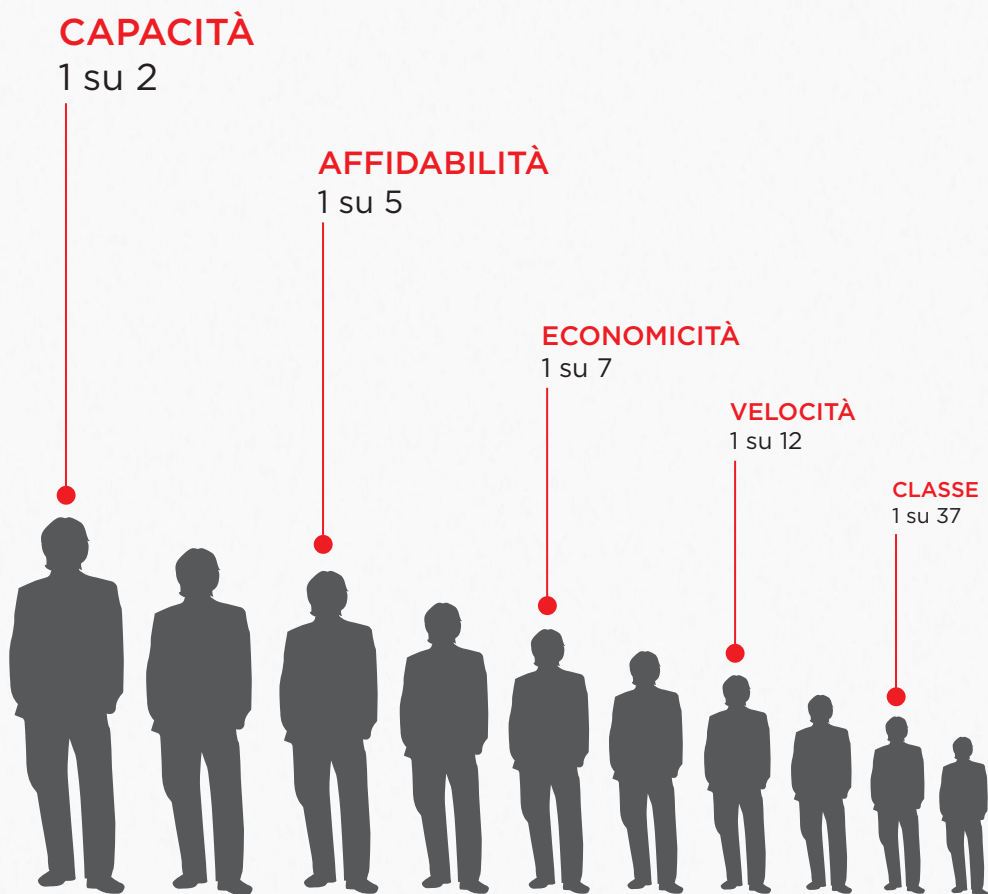 CAPACITÀ
1 su 2
AFFIDABILITÀ
1 su 5
ECONOMICITÀ
1 su 7
VELOCITÀ
1 su 12
CLASSE
1 su 37